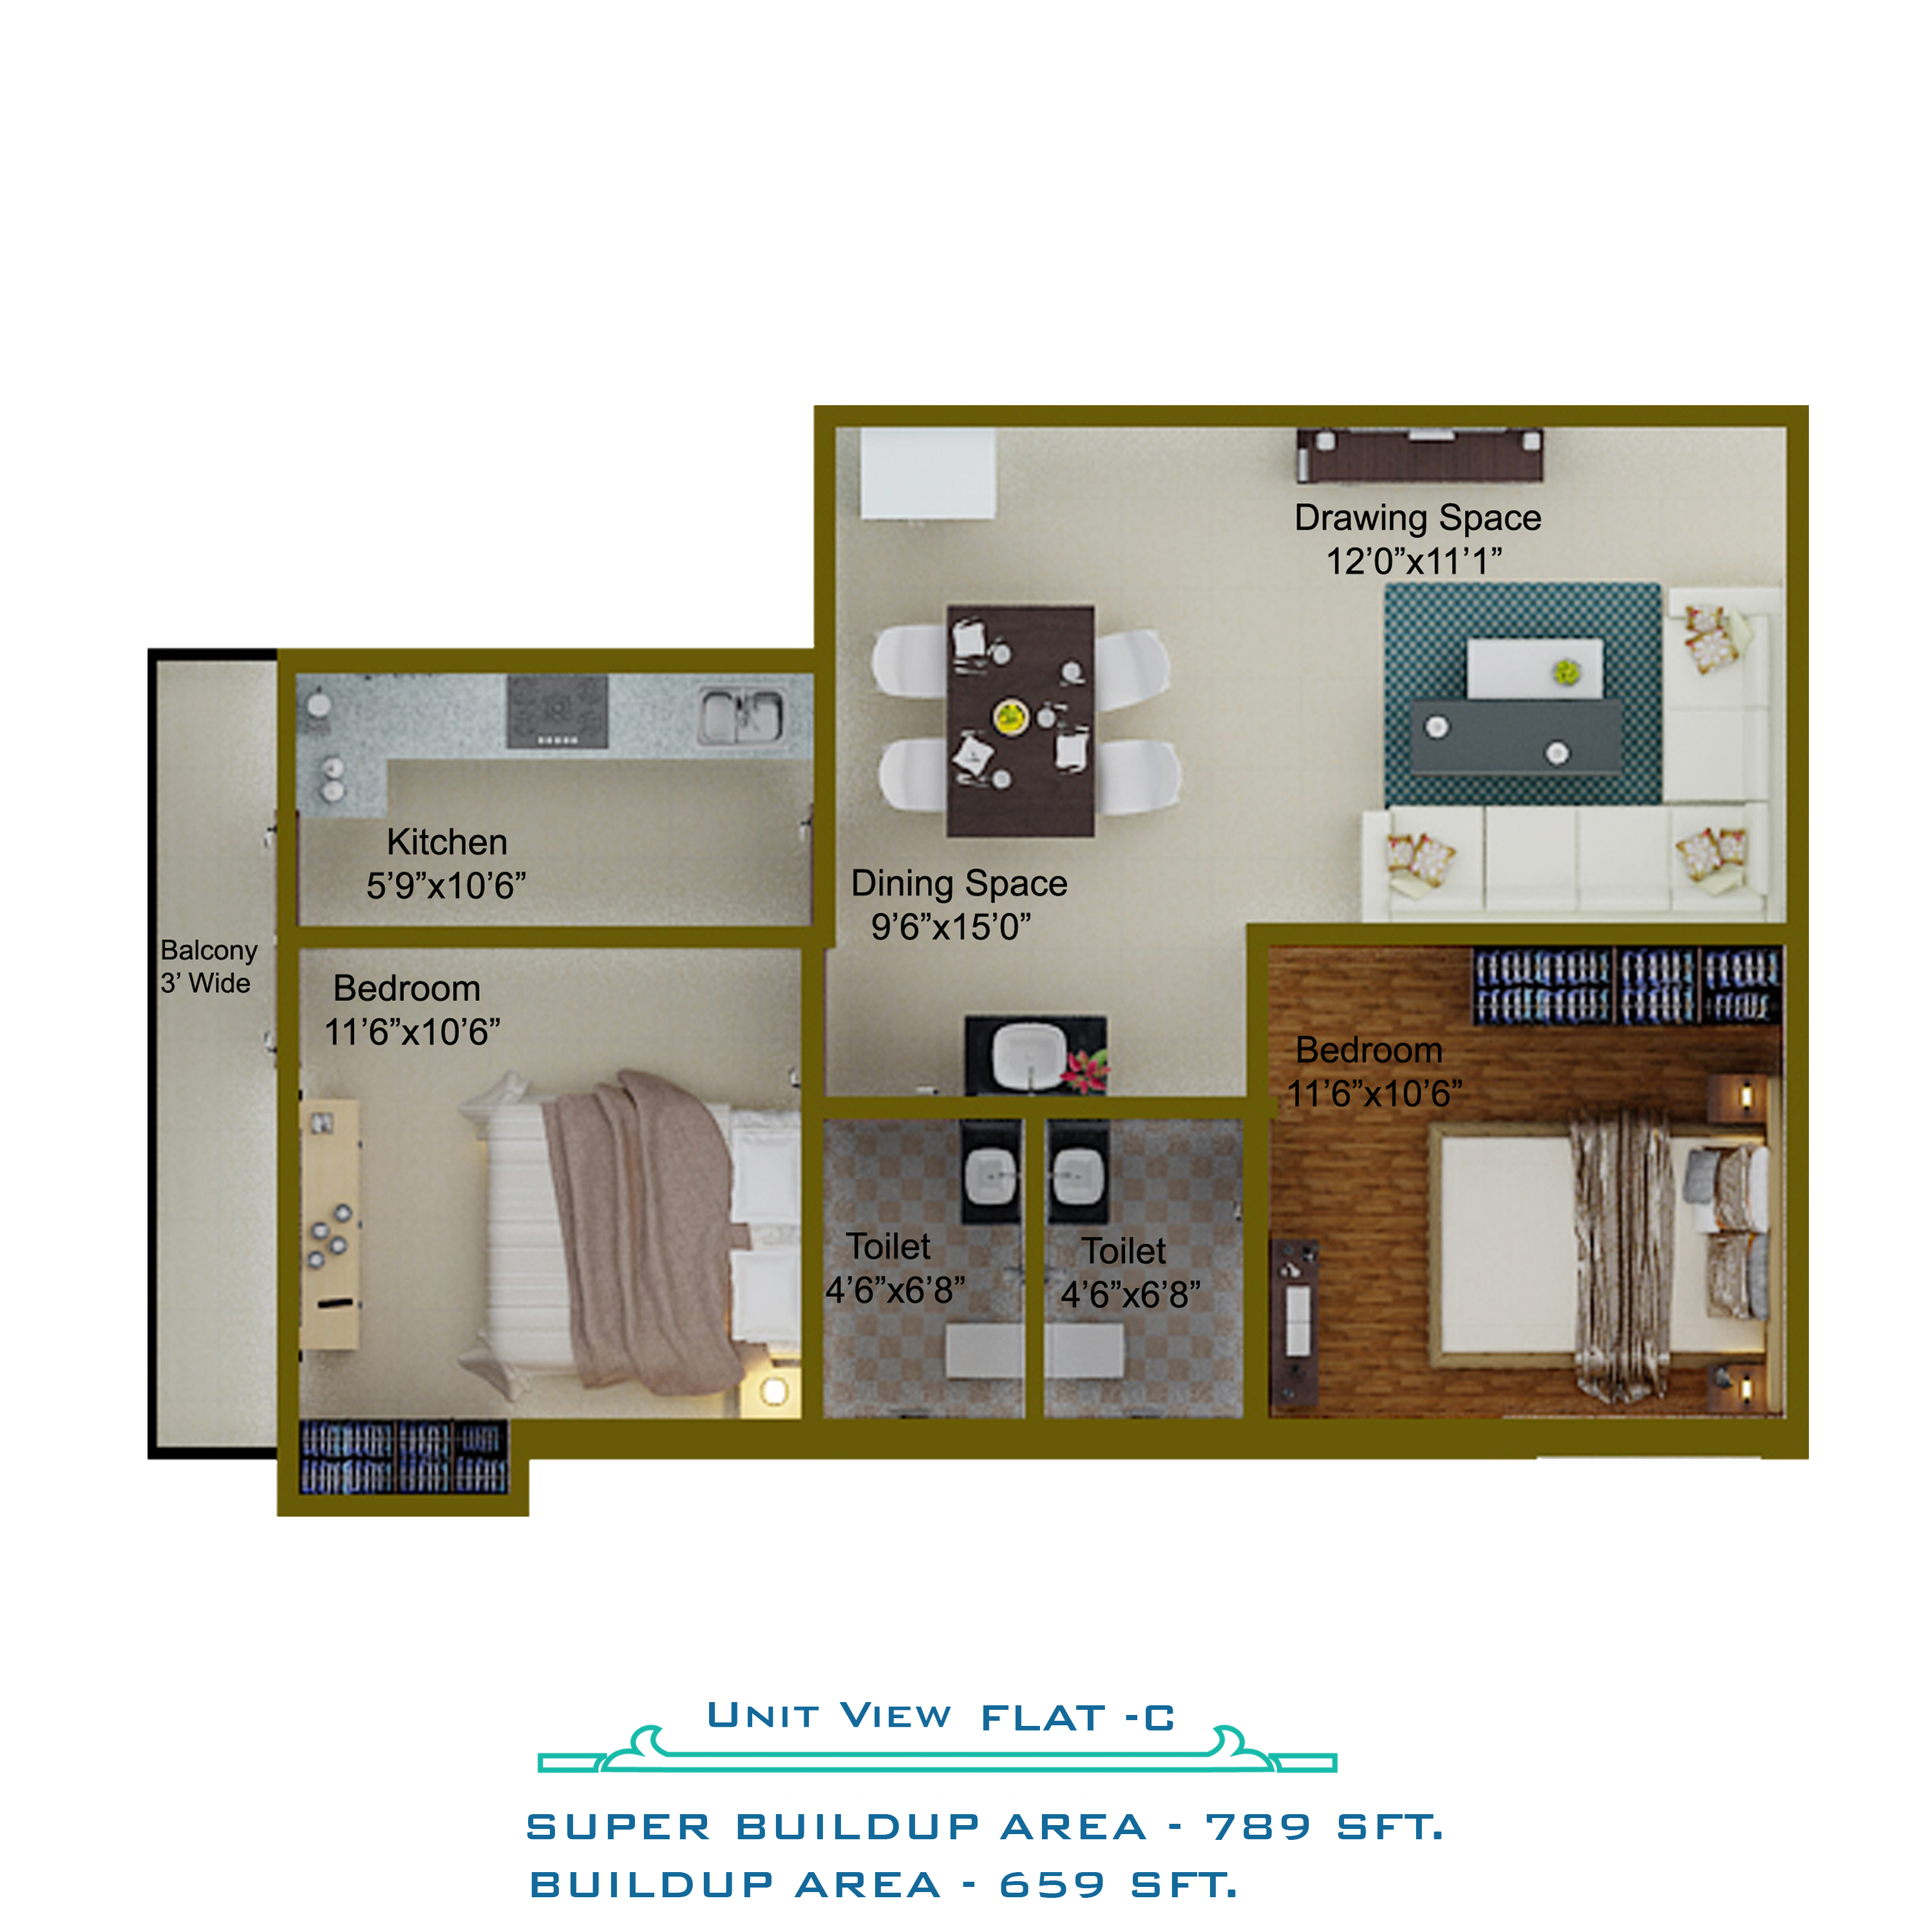 Drawing Space
12’0”x11’1”
Kitchen
5’9”x10’6”
Dining Space
9’6”x15’0”
Balcony
3’ Wide
Bedroom
11’6”x10’6”
Bedroom
11’6”x10’6”
Toilet
4’6”x6’8”
Toilet
4’6”x6’8”
Unit View FLAT -C
SUPER BUILDUP AREA - 789 SFT.
BUILDUP AREA - 659 SFT.